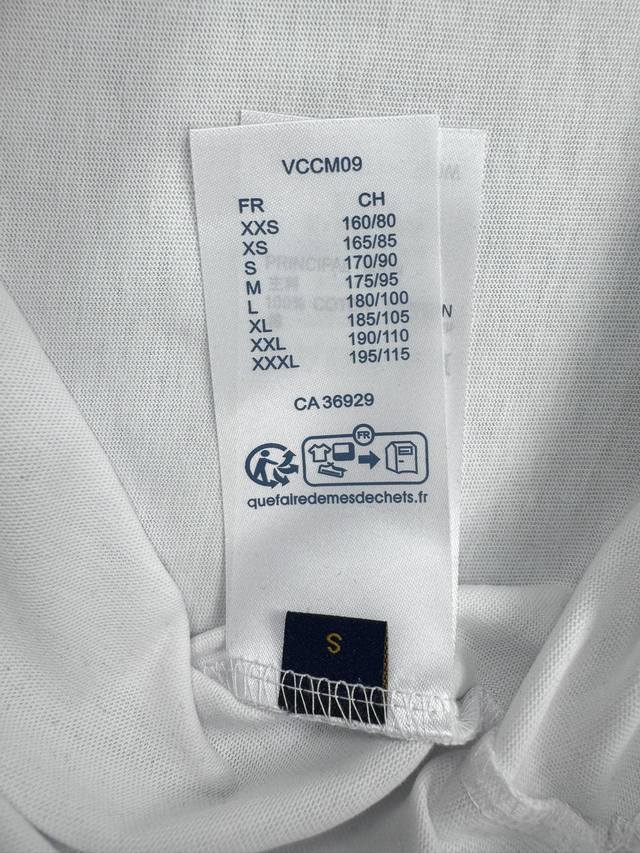 VCCM09
FR CH
XXS 160/80
XS 165/85
S 170/90
M 175/95
L 180/100
XL 185/105
XXL 190/110
XXXL 195/115
CA 36929
FR
quefairedemesdechets.fr
S